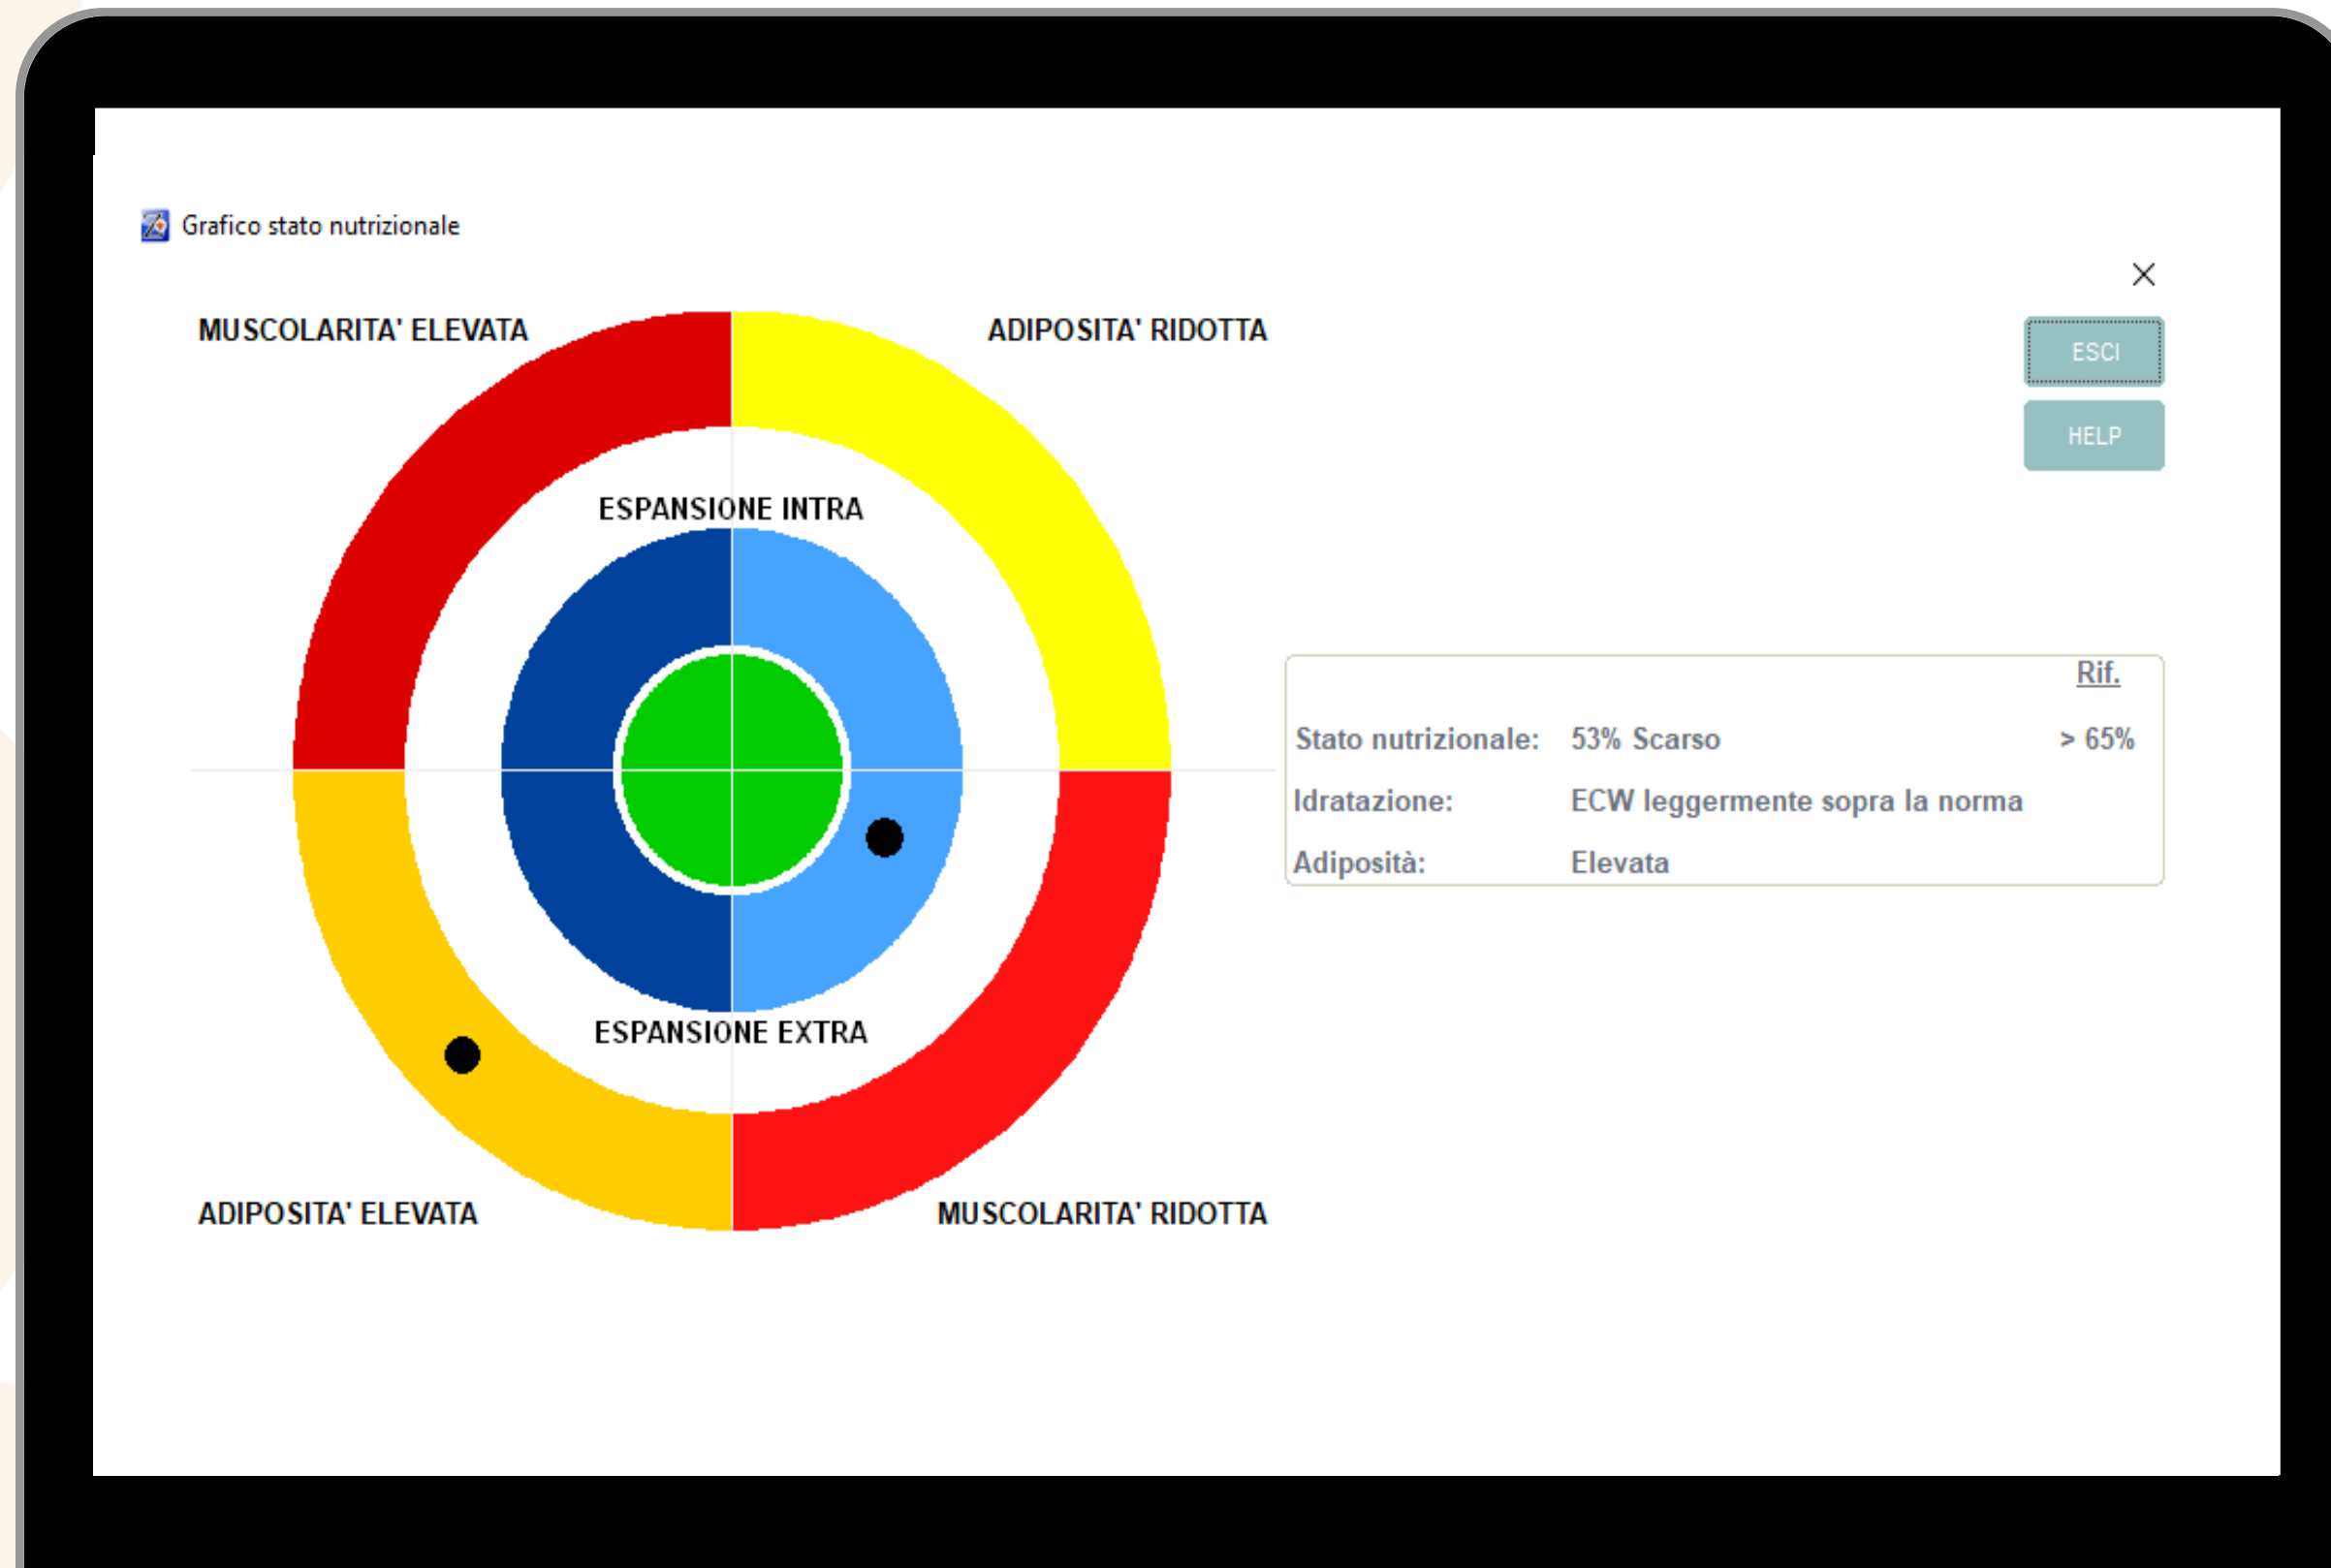 Grafico stato nutrizionale
MUSCOLARITA' ELEVATA
ADIPOSITA' RIDOTTA
ESCI
HELP
ESPANSIONE INTRA
ESPANSIONE EXTRA
ADIPOSITA' ELEVATA
MUSCOLARITA' RIDOTTA
Rif.
Stato nutrizionale: 53% Scarso > 65%
Idratazione: ECW leggermente sopra la norma
Adiposità: Elevata